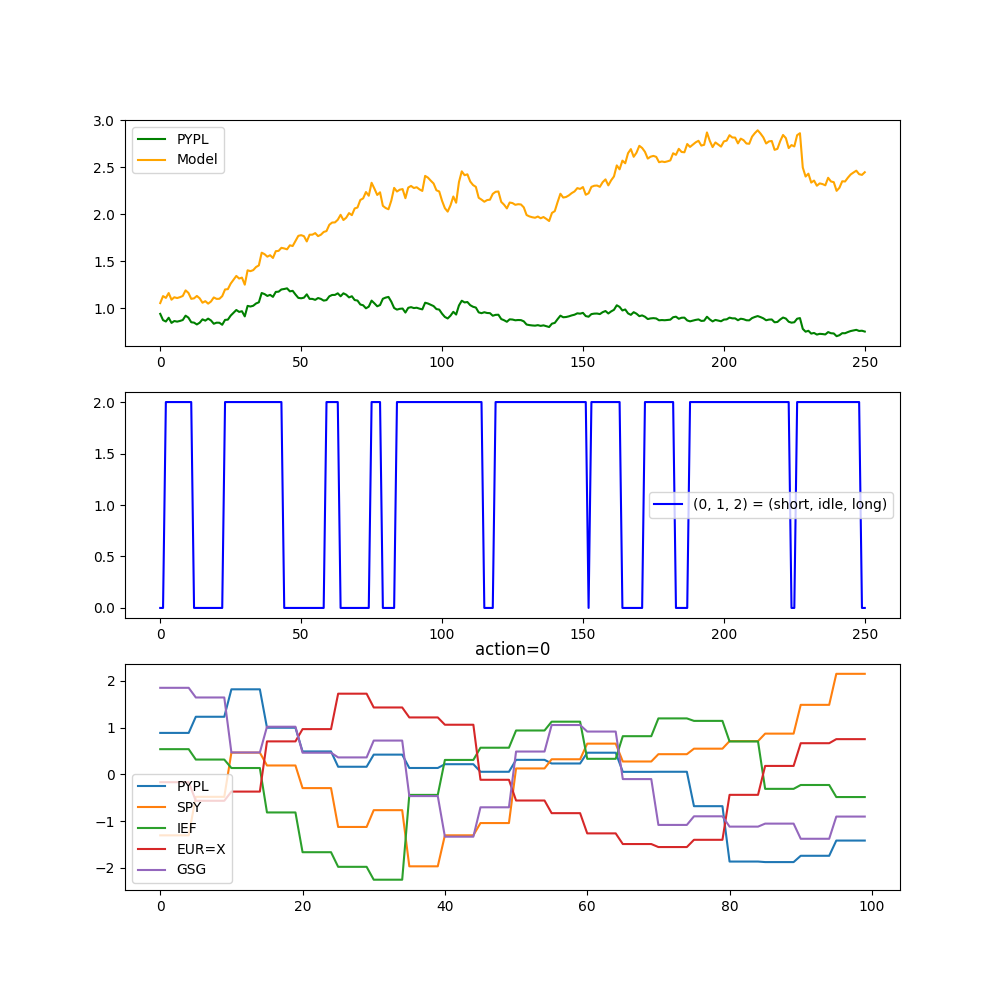 3.0
2.5
2.0
1.5
1.0
PYPL
Model
0 50 100 150 200 250
2.0
1.5
1.0
0.5
0.0
(0, 1, 2) = (short, idle, long)
0 50 100 150 200 250
action=0
2
1
0
−1
−2
PYPL
SPY
IEF
EUR=X
GSG
0 20 40 60 80 100